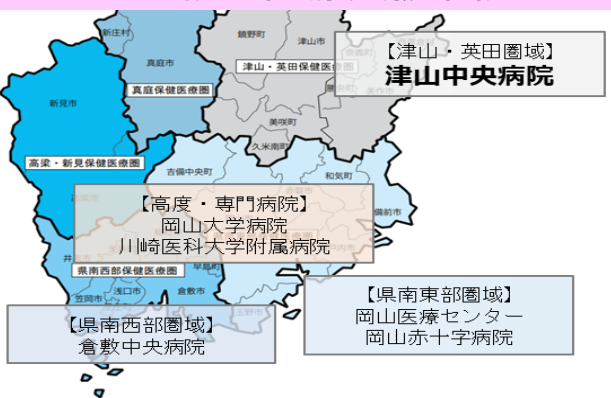 新庄村
鏡野町
津山市
真庭市
真庭保健医療圏
津山・英田保健医療圏
【津山・英田圏域】
津山中央病院
美咲町
久米南町
新見市
高梁・新見保健医療圏
吉備中央町
和気町
備前市
【高度・専門病院】
岡山大学病院
川崎医科大学附属病院
県南西部保健医療圏
早島町
笠岡市
浅口市
倉敷市
【県南西部圏域】
倉敷中央病院
【県南東部圏域】
岡山医療センター
岡山赤十字病院